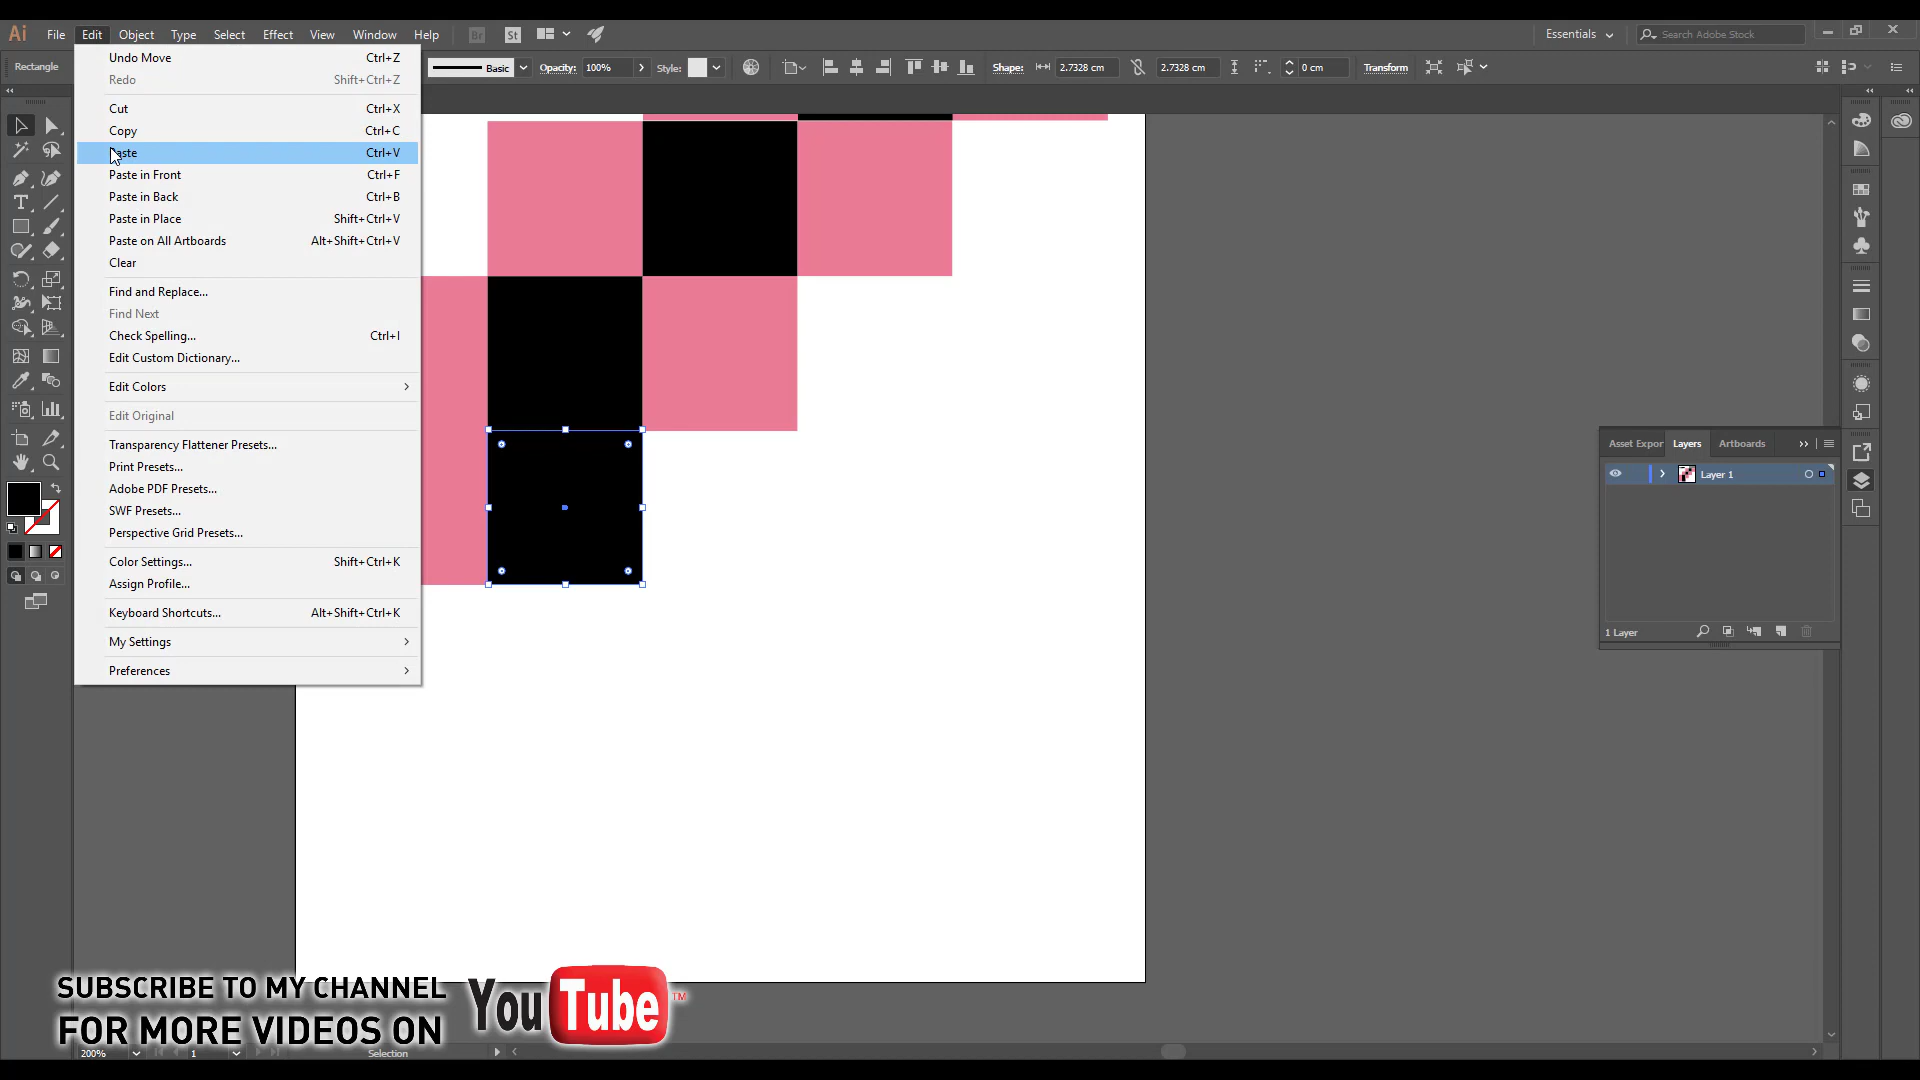 Ai File Edit Object Type Select Effect View Window Help Br St Essentials Search Adobe Stock
Rectangle Basic Opacity: 100% Style: Shape: 2.7328 cm 2.7328 cm 0 cm Transform
Undo Move Ctrl+Z
Redo Shift+Ctrl+Z
Cut Ctrl+X
Copy Ctrl+C
Paste Ctrl+V
Paste in Front Ctrl+F
Paste in Back Ctrl+B
Paste in Place Shift+Ctrl+V
Paste on All Artboards Alt+Shift+Ctrl+V
Clear
Find and Replace...
Find Next
Check Spelling... Ctrl+I
Edit Custom Dictionary...
Edit Colors
Edit Original
Transparency Flattener Presets...
Print Presets...
Adobe PDF Presets...
SWF Presets...
Perspective Grid Presets...
Color Settings... Shift+Ctrl+K
Assign Profile...
Keyboard Shortcuts... Alt+Shift+Ctrl+K
My Settings
Preferences
Asset Expor Layers Artboards
Layer 1
1 Layer
SUBSCRIBE TO MY CHANNEL
FOR MORE VIDEOS ON
YouTube™
200% 1 Selection